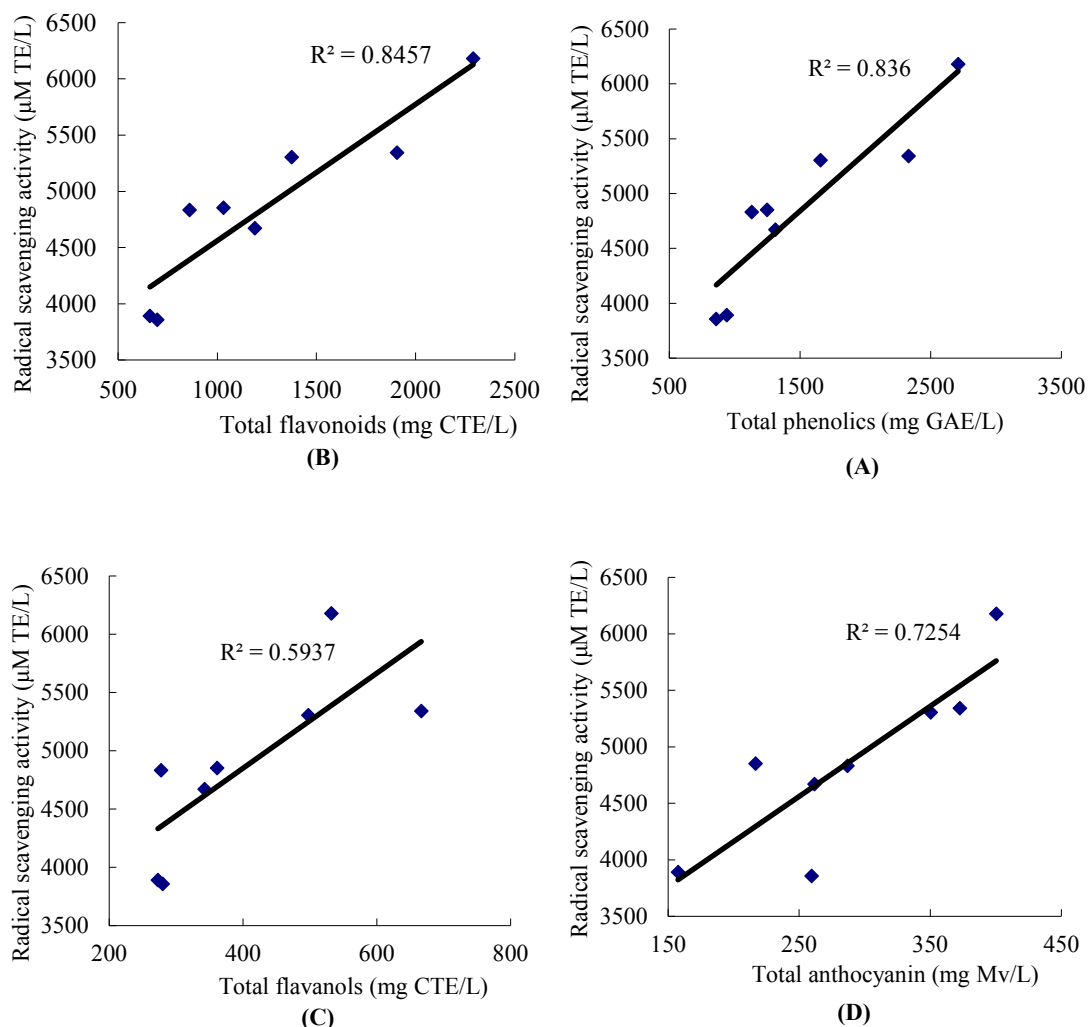 Radical scavenging activity (µM TE/L)
6500
6000
5500
5000
4500
4000
3500
R² = 0.8457
500 1000 1500 2000 2500
Total flavonoids (mg CTE/L)
(B)
Radical scavenging activity (µM TE/L)
6500
6000
5500
5000
4500
4000
3500
R² = 0.836
500 1500 2500 3500
Total phenolics (mg GAE/L)
(A)
Radical scavenging activity (µM TE/L)
6500
6000
5500
5000
4500
4000
3500
R² = 0.5937
200 400 600 800
Total flavanols (mg CTE/L)
(C)
Radical scavenging activity (µM TE/L)
6500
6000
5500
5000
4500
4000
3500
R² = 0.7254
150 250 350 450
Total anthocyanin (mg Mv/L)
(D)